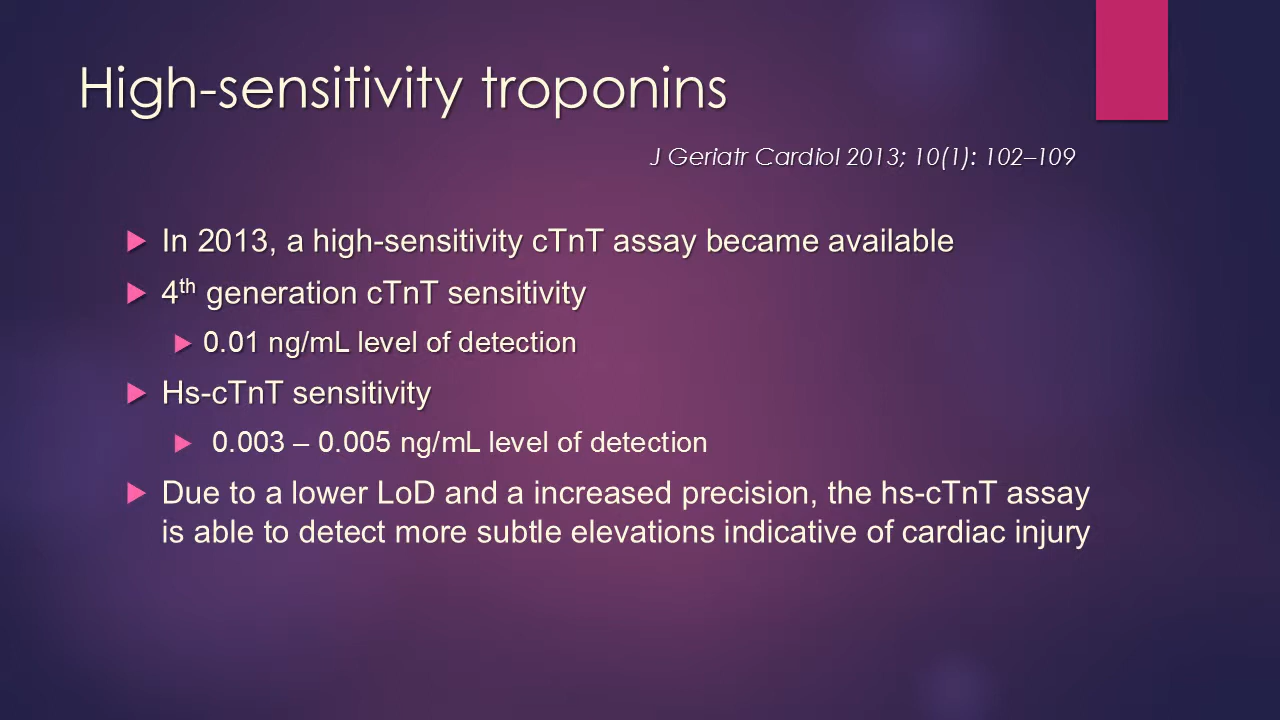 High-sensitivity troponins
J Geriatr Cardiol 2013; 10(1): 102–109
In 2013, a high-sensitivity cTnT assay became available
4th generation cTnT sensitivity
0.01 ng/mL level of detection
Hs-cTnT sensitivity
0.003 – 0.005 ng/mL level of detection
Due to a lower LoD and a increased precision, the hs-cTnT assay
is able to detect more subtle elevations indicative of cardiac injury